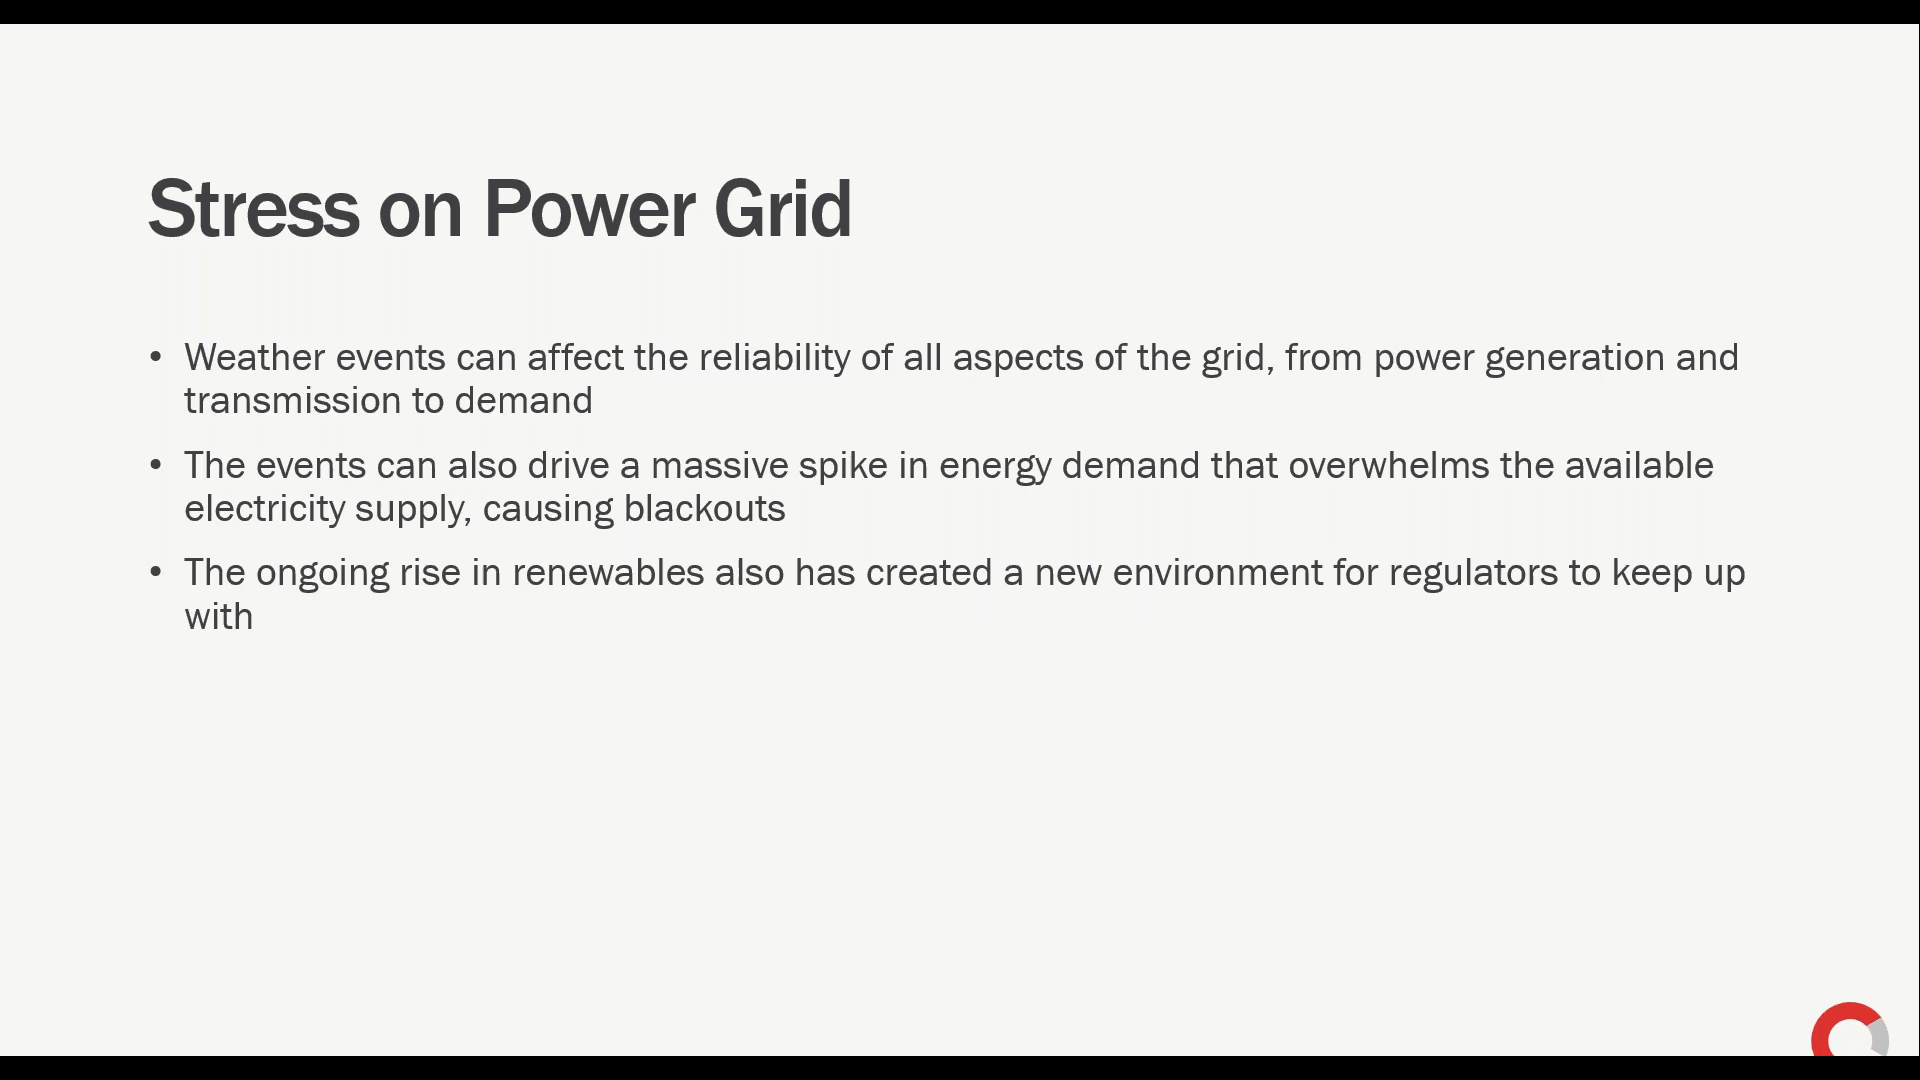 Stress on Power Grid
• Weather events can affect the reliability of all aspects of the grid, from power generation and
transmission to demand
• The events can also drive a massive spike in energy demand that overwhelms the available
electricity supply, causing blackouts
• The ongoing rise in renewables also has created a new environment for regulators to keep up
with